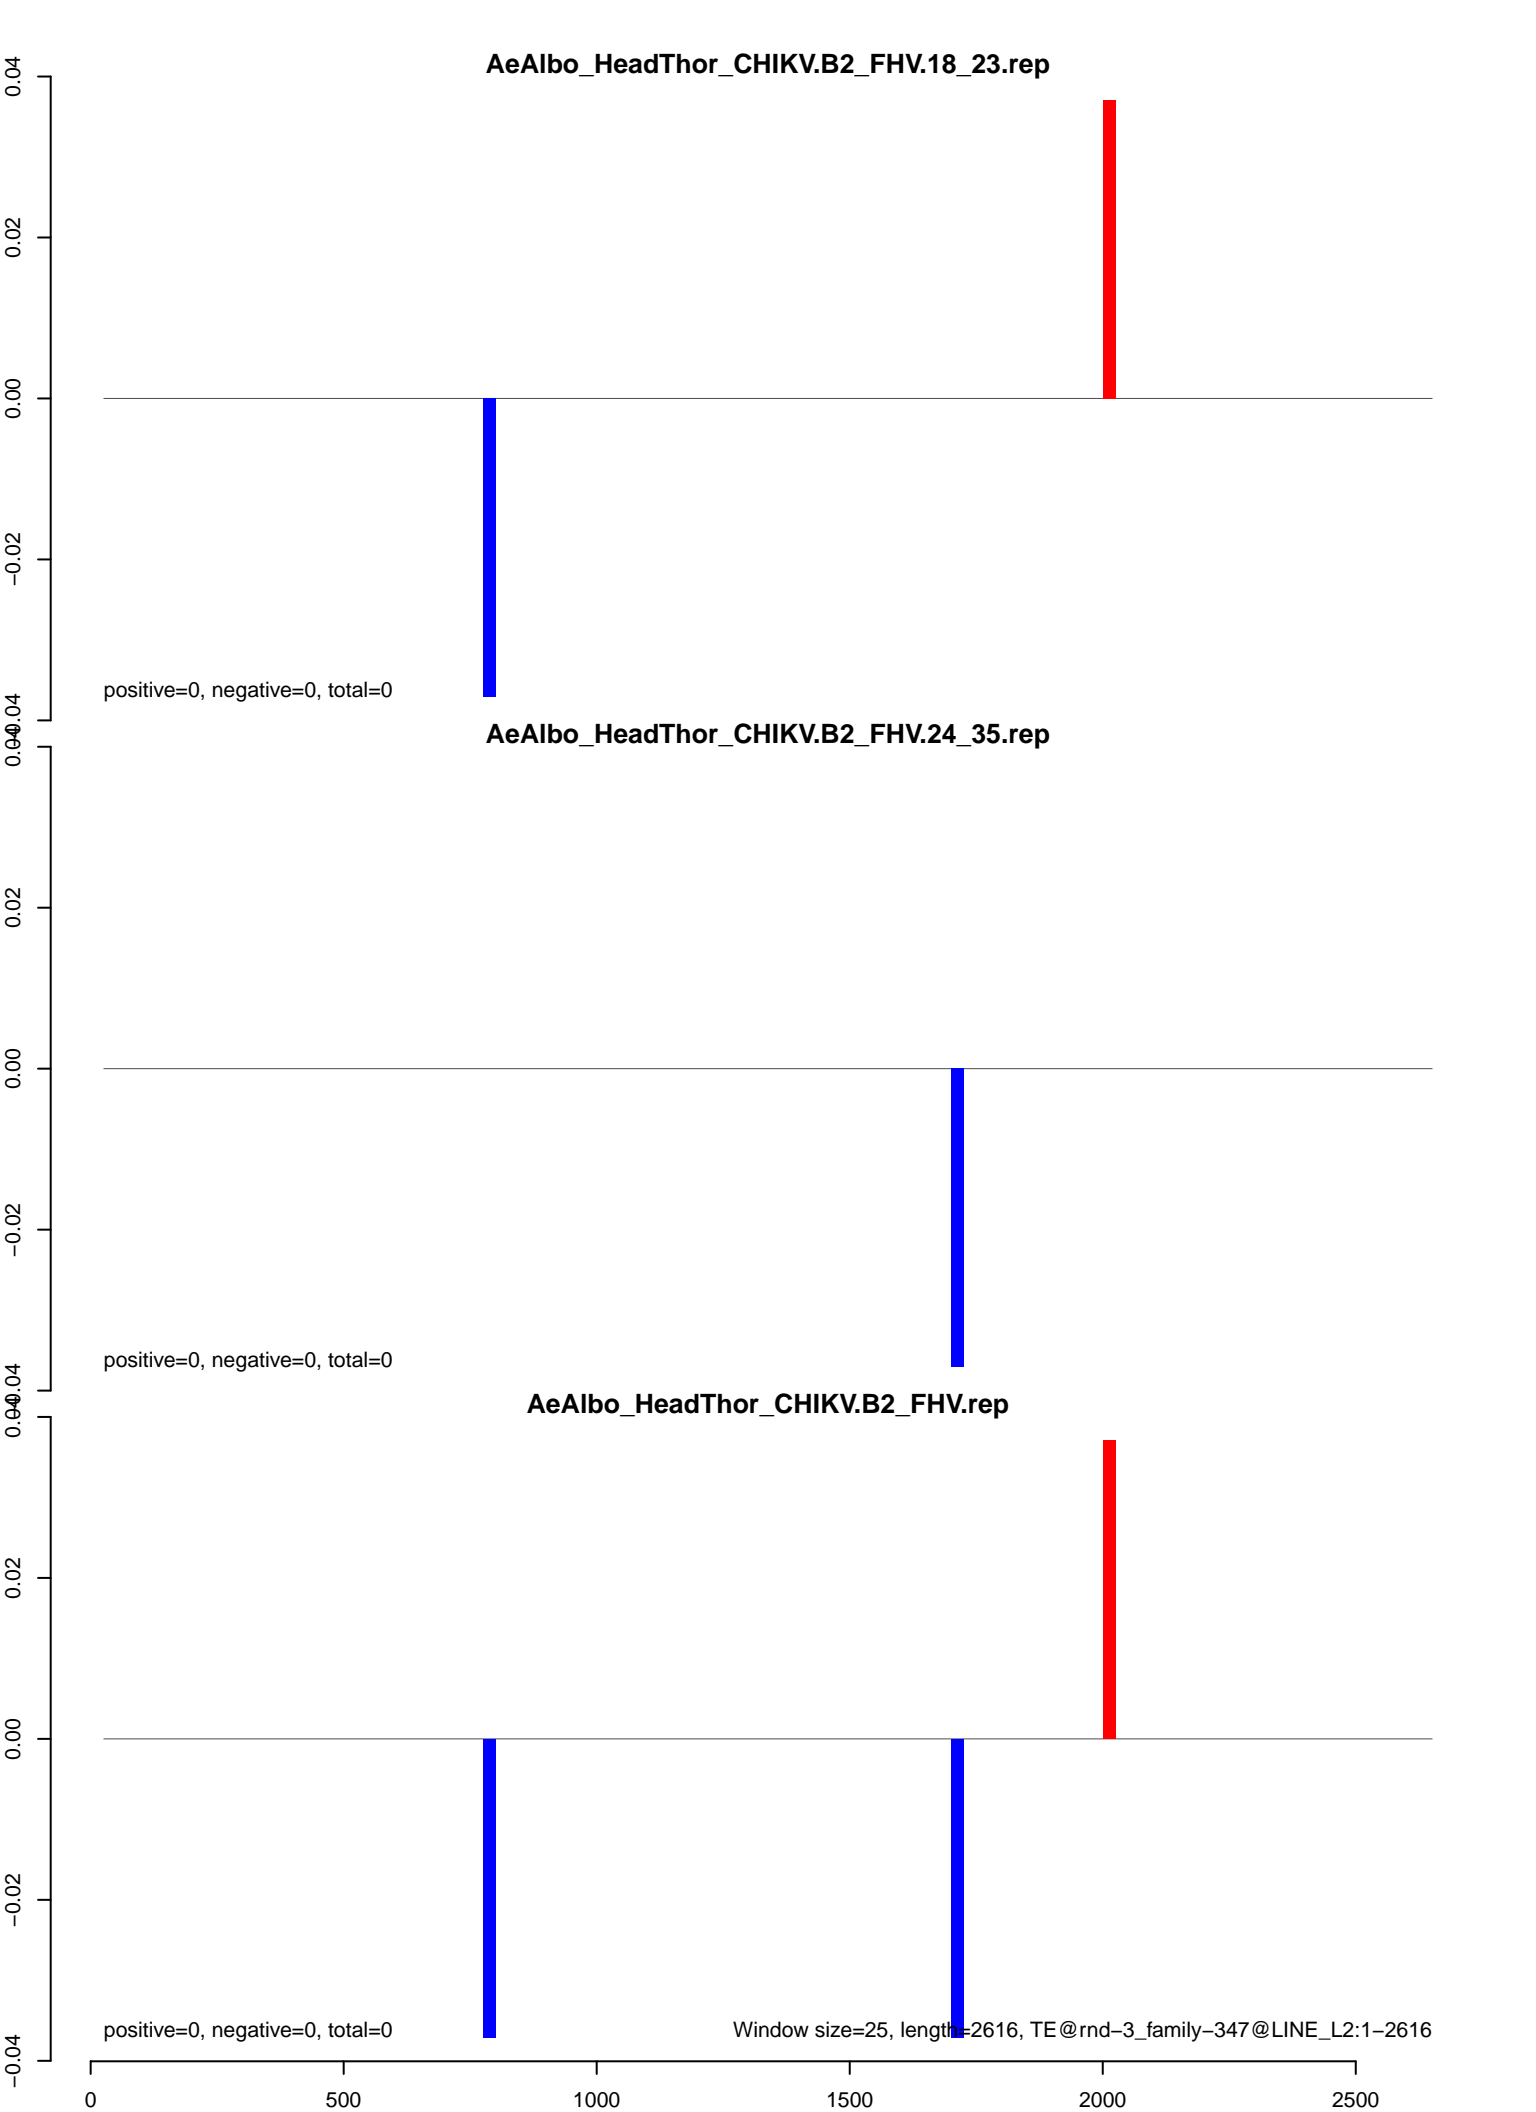 AeAlbo_HeadThor_CHIKV.B2_FHV.18_23.rep
0.04
0.02
0.00
−0.02
−0.04
positive=0, negative=0, total=0
AeAlbo_HeadThor_CHIKV.B2_FHV.24_35.rep
0.04
0.02
0.00
−0.02
−0.04
positive=0, negative=0, total=0
AeAlbo_HeadThor_CHIKV.B2_FHV.rep
0.04
0.02
0.00
−0.02
−0.04
positive=0, negative=0, total=0
Window size=25, length=2616, TE@rnd−3_family−347@LINE_L2:1−2616
0 500 1000 1500 2000 2500